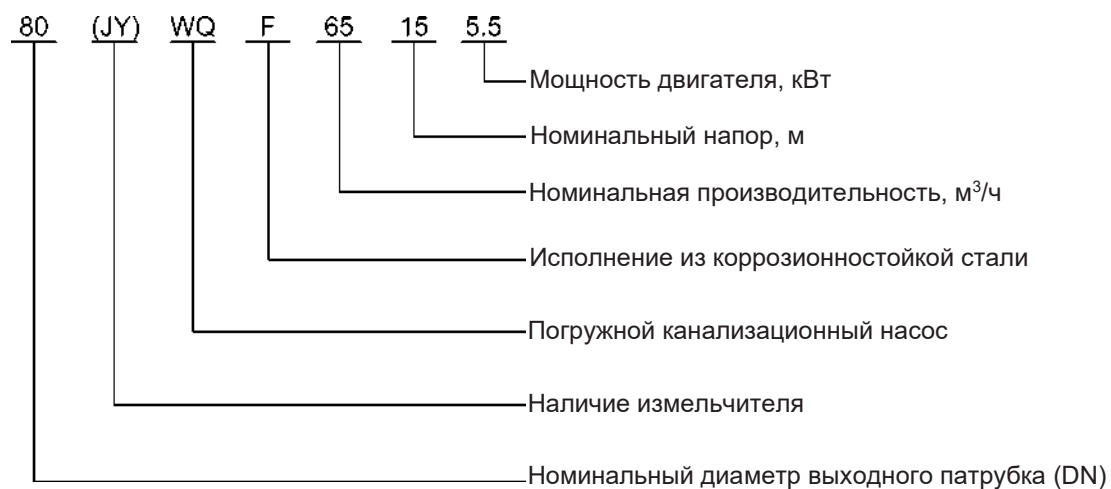 80 (JY) WQ F 65 15 5.5
Мощность двигателя, кВт
Номинальный напор, м
Номинальная производительность, м³/ч
Исполнение из коррозионностойкой стали
Погружной канализационный насос
Наличие измельчителя
Номинальный диаметр выходного патрубка (DN)